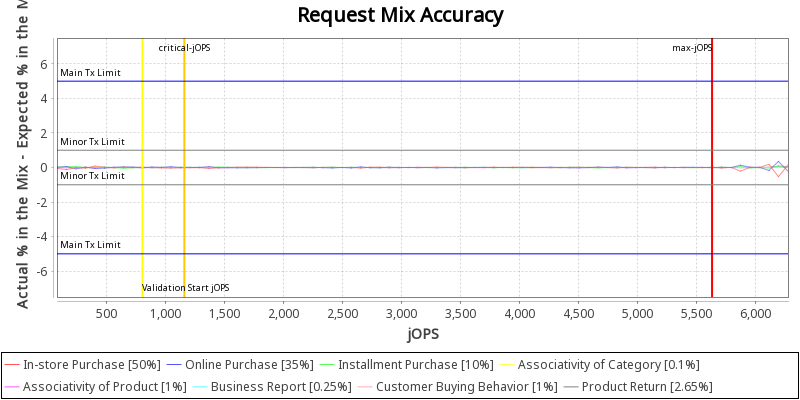 Request Mix Accuracy
Actual % in the Mix - Expected % in the M
critical-jOPS
max-jOPS
6
Main Tx Limit
4
2
Minor Tx Limit
0
Minor Tx Limit
-2
-4
Main Tx Limit
-6
Validation Start jOPS
500 1,000 1,500 2,000 2,500 3,000 3,500 4,000 4,500 5,000 5,500 6,000
jOPS
In-store Purchase [50%] Online Purchase [35%] Installment Purchase [10%] Associativity of Category [0.1%]
Associativity of Product [1%] Business Report [0.25%] Customer Buying Behavior [1%] Product Return [2.65%]